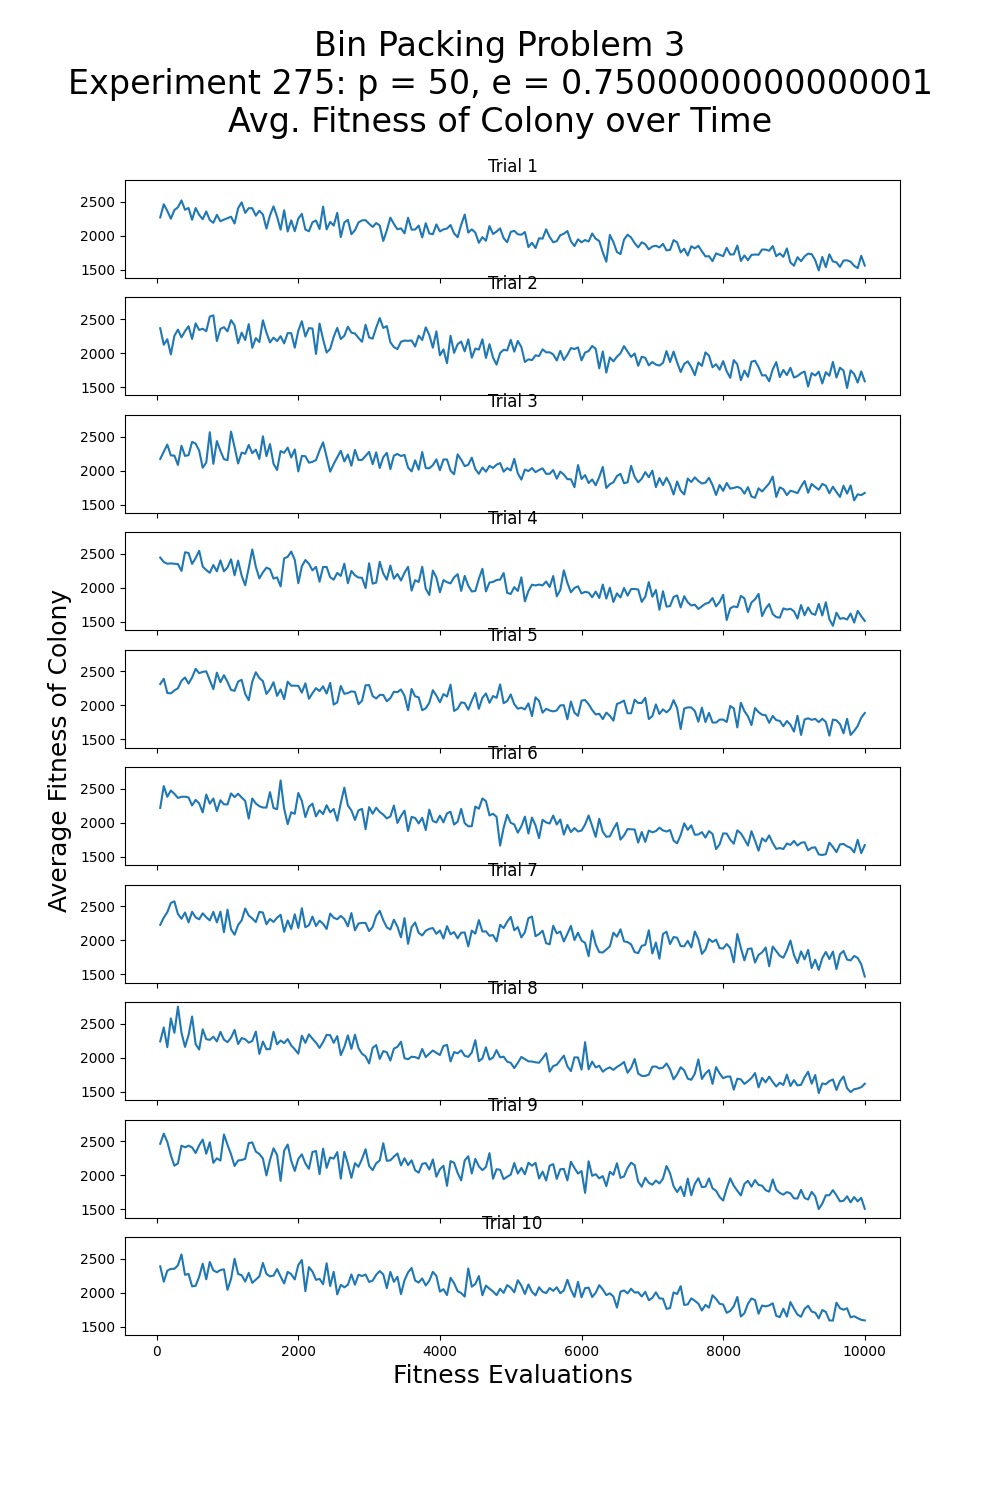 Bin Packing Problem 3
Experiment 275: p = 50, e = 0.7500000000000001
Avg. Fitness of Colony over Time
Trial 1
2500
2000
1500
Trial 2
2500
2000
1500
Trial 3
2500
2000
1500
Trial 4
2500
2000
1500
Trial 5
2500
2000
1500
Trial 6
2500
2000
1500
Trial 7
2500
2000
1500
Trial 8
2500
2000
1500
Trial 9
2500
2000
1500
Trial 10
2500
2000
1500
0 2000 4000 6000 8000 10000
Fitness Evaluations
Average Fitness of Colony